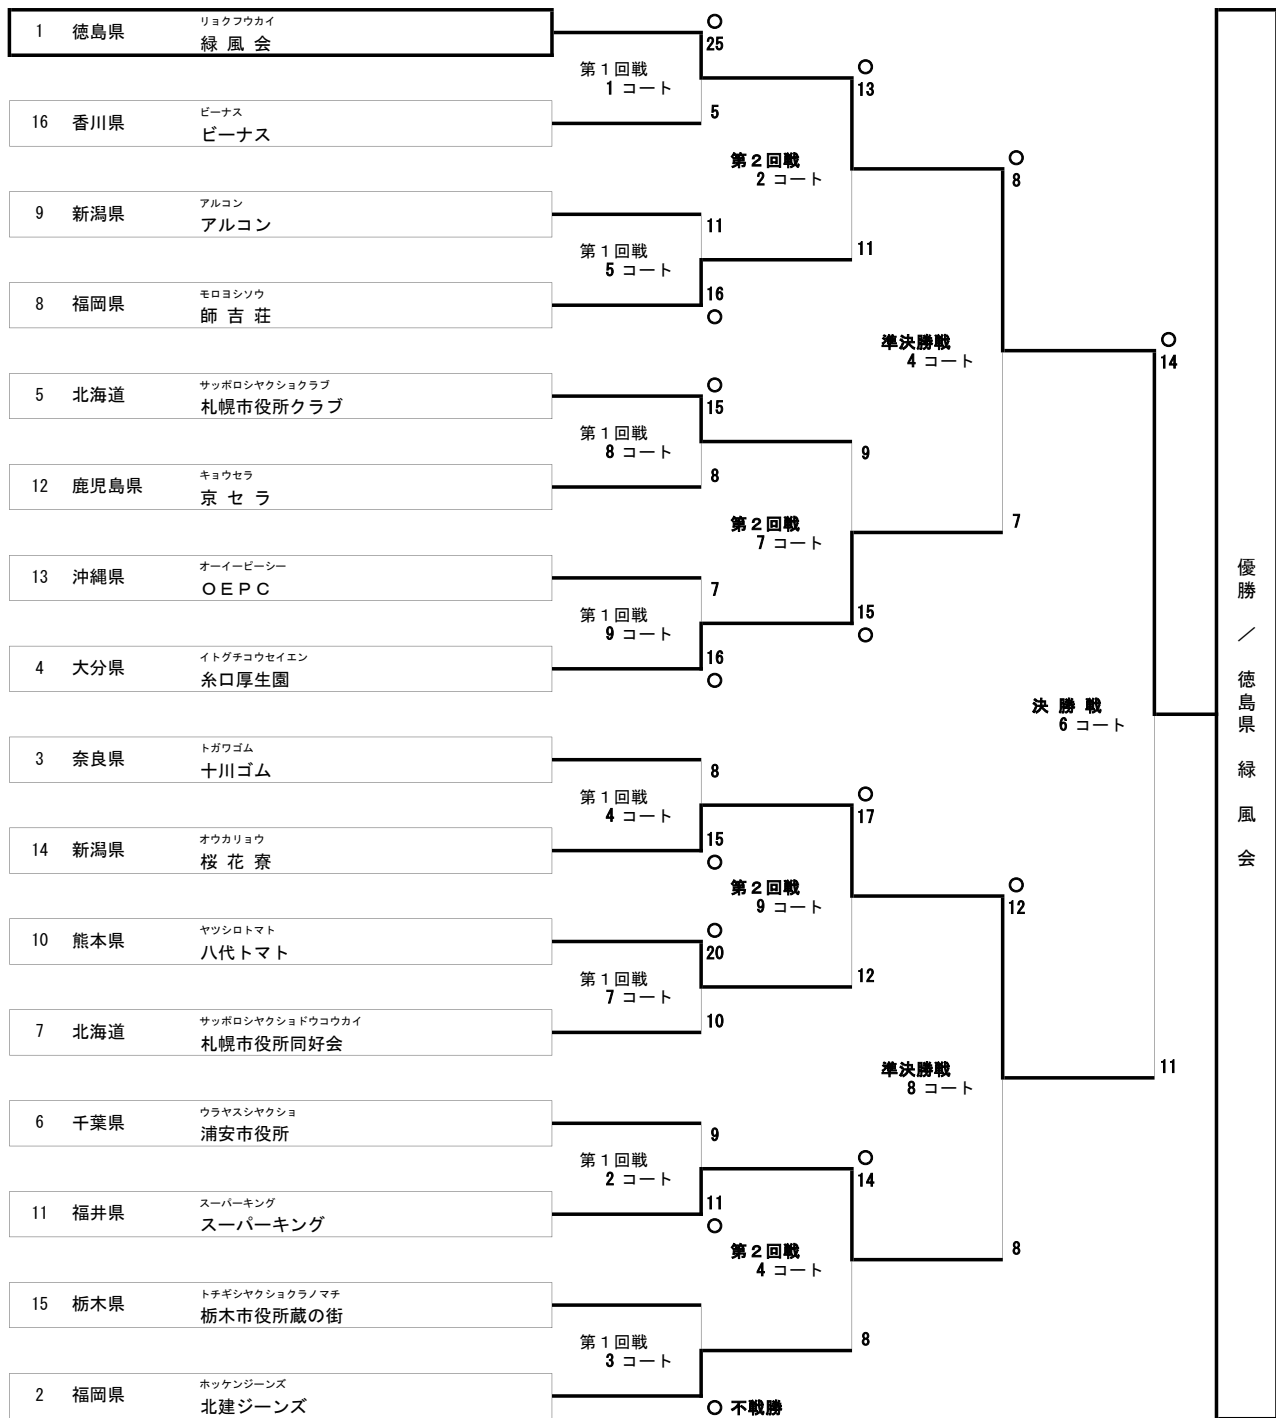 リョクフウカイ
1 徳島県 緑 風 会
○
25
第１回戦
1 コート
○
13
ビーナス
16 香川県 ビーナス
5
第２回戦
2 コート
○
8
アルコン
9 新潟県 アルコン
11
第１回戦
5 コート
11
モロヨシソウ
8 福岡県 師 吉 荘
16
○
準決勝戦
4 コート
○
14
サッポロシヤクショクラブ
5 北海道 札幌市役所クラブ
○
15
第１回戦
8 コート
9
キョウセラ
12 鹿児島県 京 セ ラ
8
第２回戦
7 コート
7
オーイーピーシー
13 沖縄県 ＯＥＰＣ
7
第１回戦
9 コート
15
○
イトグチコウセイエン
4 大分県 糸口厚生園
16
○
決 勝 戦
6 コート
優勝 ／ 徳島県 緑 風 会
トガワゴム
3 奈良県 十川ゴム
8
第１回戦
4 コート
○
17
オウカリョウ
14 新潟県 桜 花 寮
15
○
第２回戦
9 コート
○
12
ヤツシロトマト
10 熊本県 八代トマト
○
20
第１回戦
7 コート
12
サッポロシヤクショドウコウカイ
7 北海道 札幌市役所同好会
10
準決勝戦
8 コート
11
ウラヤスシヤクショ
6 千葉県 浦安市役所
9
第１回戦
2 コート
○
14
スーパーキング
11 福井県 スーパーキング
11
○
第２回戦
4 コート
8
トチギシヤクショクラノマチ
15 栃木県 栃木市役所蔵の街
第１回戦
3 コート
8
ホッケンジーンズ
2 福岡県 北建ジーンズ
○ 不戦勝